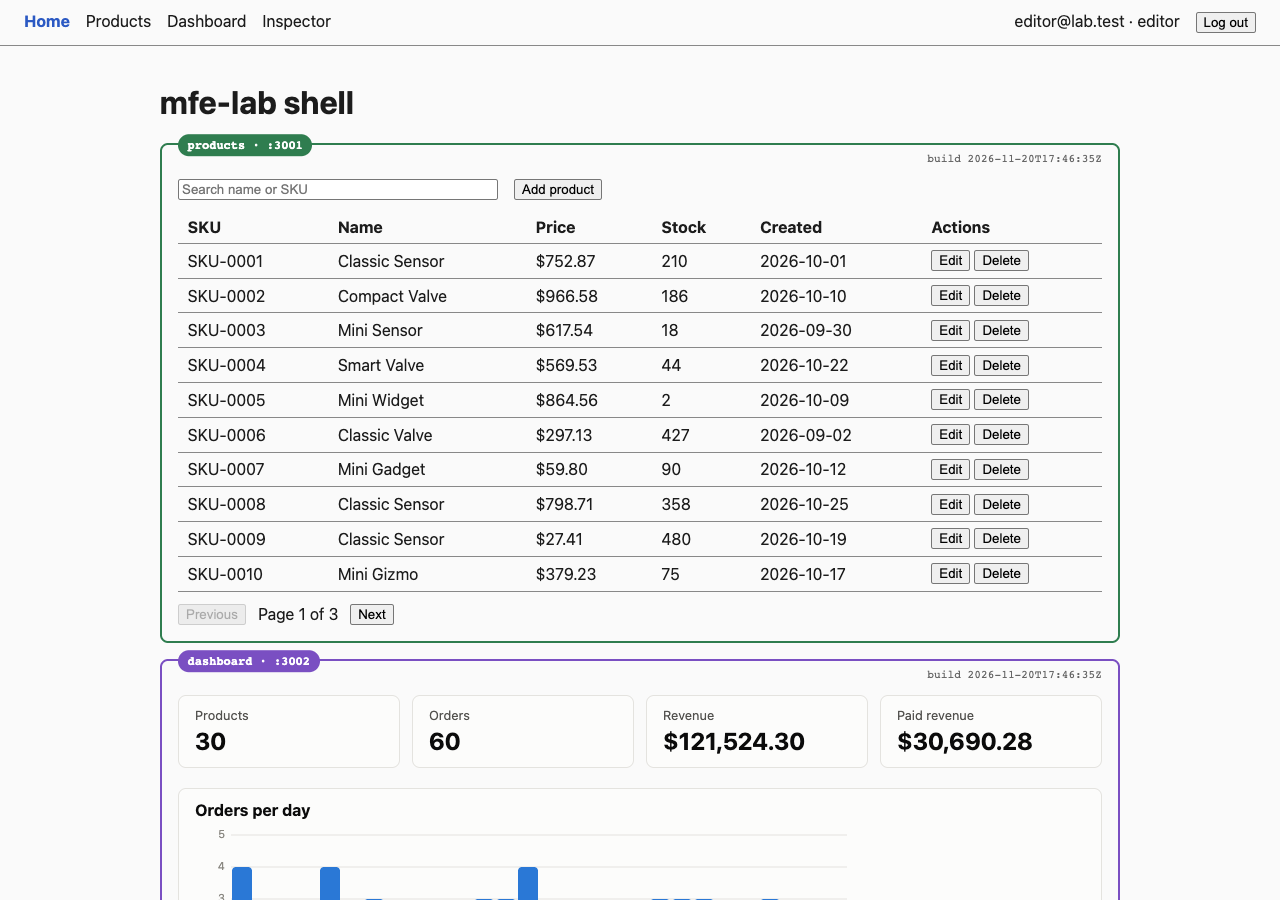 Home Products Dashboard Inspector editor@lab.test · editor Log out
mfe-lab shell
products · :3001
build 2026-11-20T17:46:35Z
Search name or SKU Add product
SKU Name Price Stock Created Actions
SKU-0001 Classic Sensor $752.87 210 2026-10-01 Edit Delete
SKU-0002 Compact Valve $966.58 186 2026-10-10 Edit Delete
SKU-0003 Mini Sensor $617.54 18 2026-09-30 Edit Delete
SKU-0004 Smart Valve $569.53 44 2026-10-22 Edit Delete
SKU-0005 Mini Widget $864.56 2 2026-10-09 Edit Delete
SKU-0006 Classic Valve $297.13 427 2026-09-02 Edit Delete
SKU-0007 Mini Gadget $59.80 90 2026-10-12 Edit Delete
SKU-0008 Classic Sensor $798.71 358 2026-10-25 Edit Delete
SKU-0009 Classic Sensor $27.41 480 2026-10-19 Edit Delete
SKU-0010 Mini Gizmo $379.23 75 2026-10-17 Edit Delete
Previous Page 1 of 3 Next
dashboard · :3002
build 2026-11-20T17:46:35Z
Products Orders Revenue Paid revenue
30 60 $121,524.30 $30,690.28
Orders per day
5
4
3